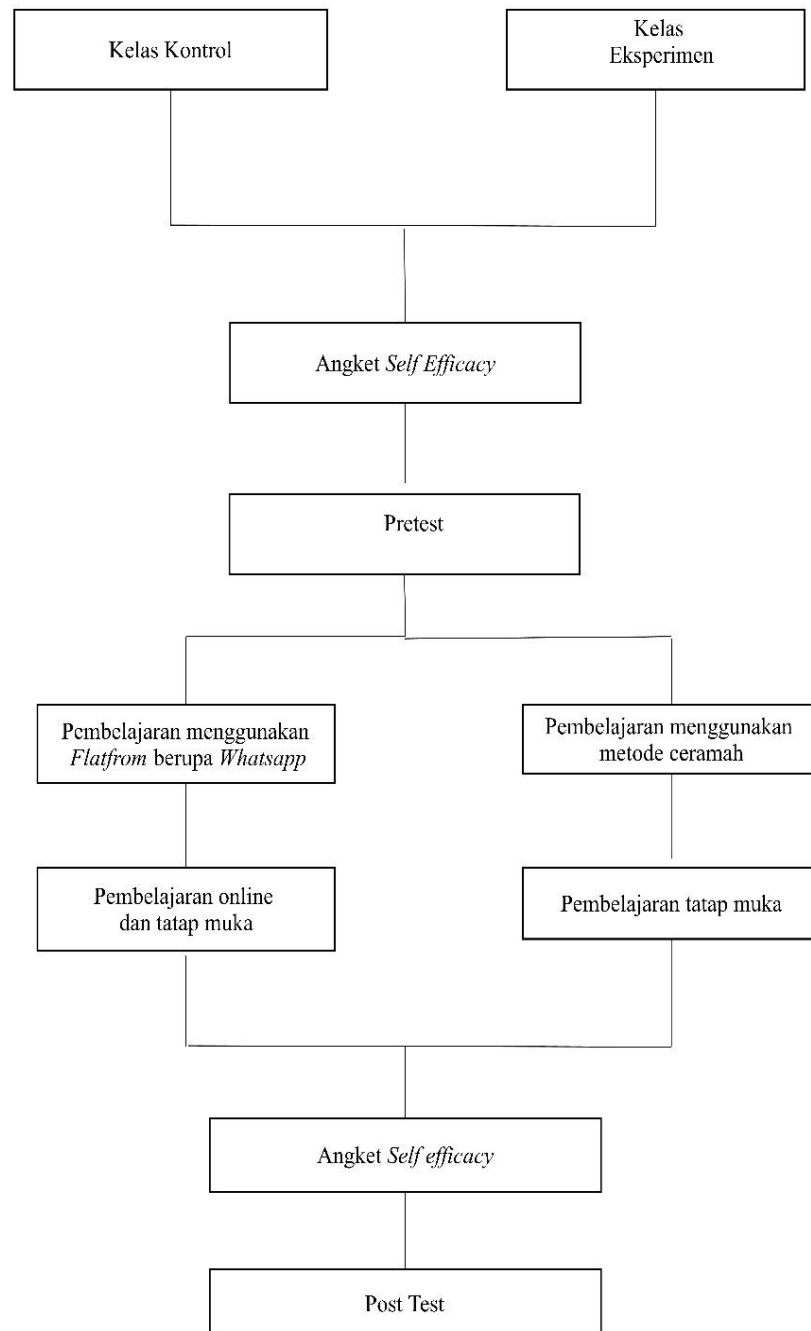 Kelas Kontrol
Kelas
Eksperimen
Angket Self Efficacy
Pretest
Pembelajaran menggunakan
Flatfrom berupa Whatsapp
Pembelajaran menggunakan
metode ceramah
Pembelajaran online
dan tatap muka
Pembelajaran tatap muka
Angket Self efficacy
Post Test